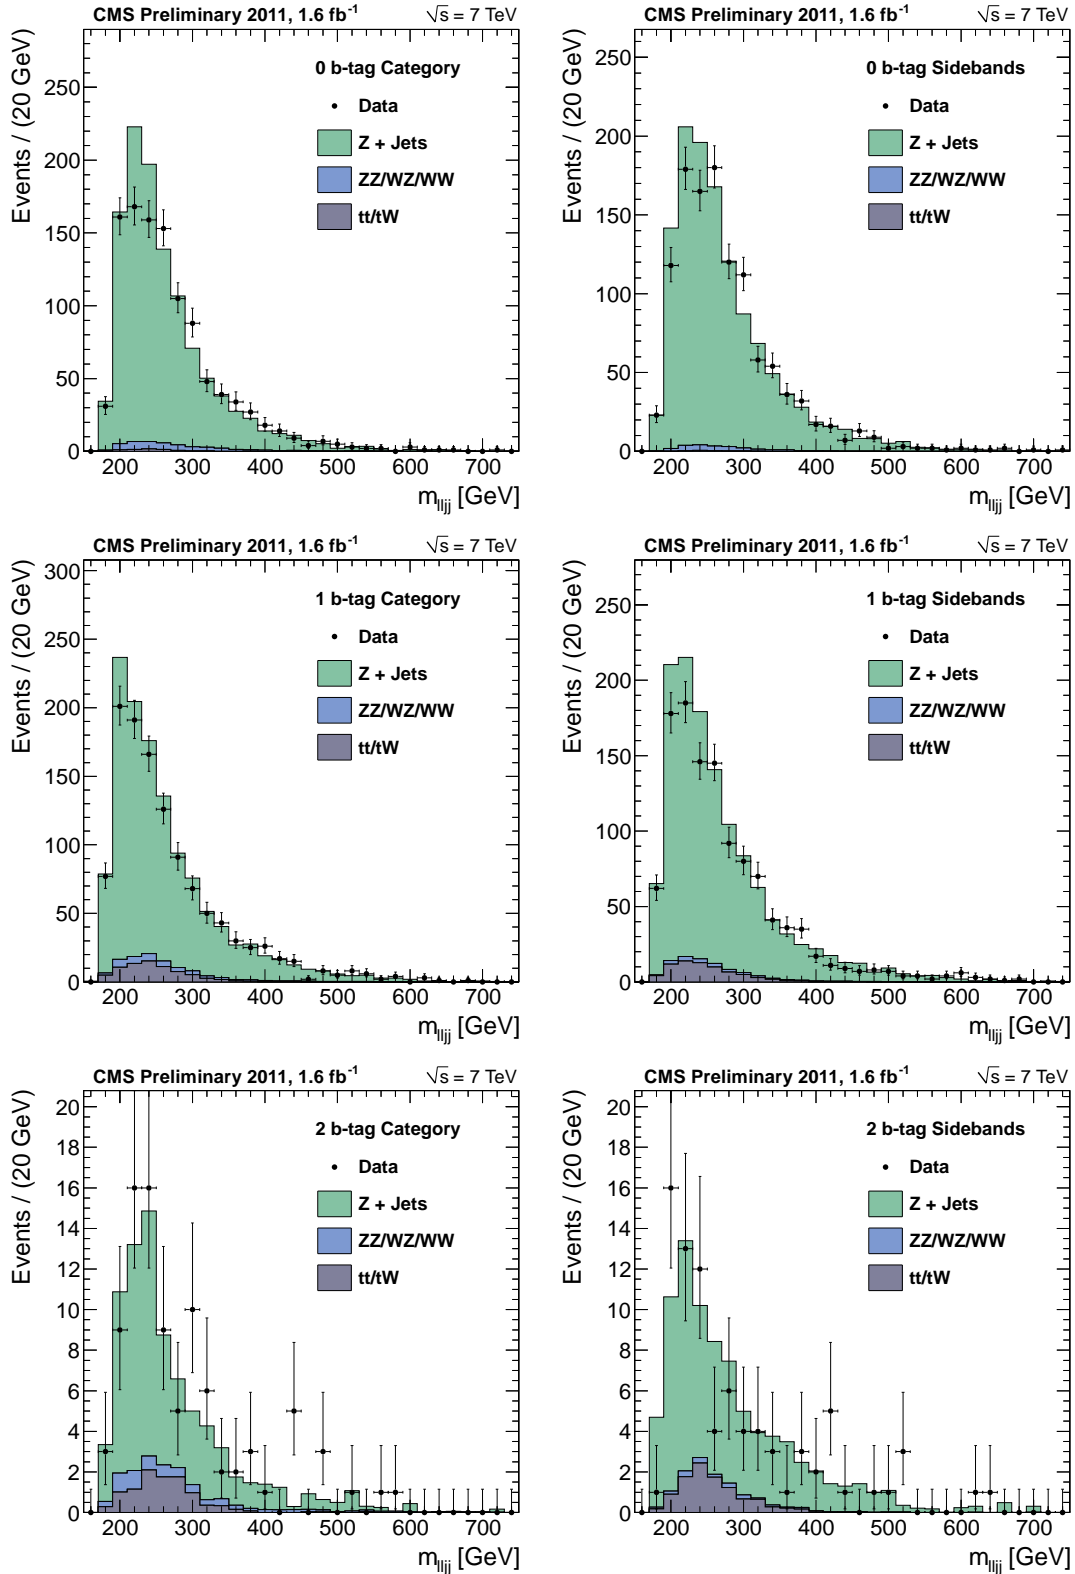 CMS Preliminary 2011, 1.6 fb⁻¹ √s = 7 TeV
Events / (20 GeV)
250
200
150
100
50
0
0 b-tag Category
Data
Z + Jets
ZZ/WZ/WW
tt/tW
200 300 400 500 600 700
m_lljj [GeV]
CMS Preliminary 2011, 1.6 fb⁻¹ √s = 7 TeV
Events / (20 GeV)
250
200
150
100
50
0
0 b-tag Sidebands
Data
Z + Jets
ZZ/WZ/WW
tt/tW
200 300 400 500 600 700
m_lljj [GeV]
CMS Preliminary 2011, 1.6 fb⁻¹ √s = 7 TeV
Events / (20 GeV)
300
250
200
150
100
50
0
1 b-tag Category
Data
Z + Jets
ZZ/WZ/WW
tt/tW
200 300 400 500 600 700
m_lljj [GeV]
CMS Preliminary 2011, 1.6 fb⁻¹ √s = 7 TeV
Events / (20 GeV)
250
200
150
100
50
0
1 b-tag Sidebands
Data
Z + Jets
ZZ/WZ/WW
tt/tW
200 300 400 500 600 700
m_lljj [GeV]
CMS Preliminary 2011, 1.6 fb⁻¹ √s = 7 TeV
Events / (20 GeV)
20
18
16
14
12
10
8
6
4
2
0
2 b-tag Category
Data
Z + Jets
ZZ/WZ/WW
tt/tW
200 300 400 500 600 700
m_lljj [GeV]
CMS Preliminary 2011, 1.6 fb⁻¹ √s = 7 TeV
Events / (20 GeV)
20
18
16
14
12
10
8
6
4
2
0
2 b-tag Sidebands
Data
Z + Jets
ZZ/WZ/WW
tt/tW
200 300 400 500 600 700
m_lljj [GeV]